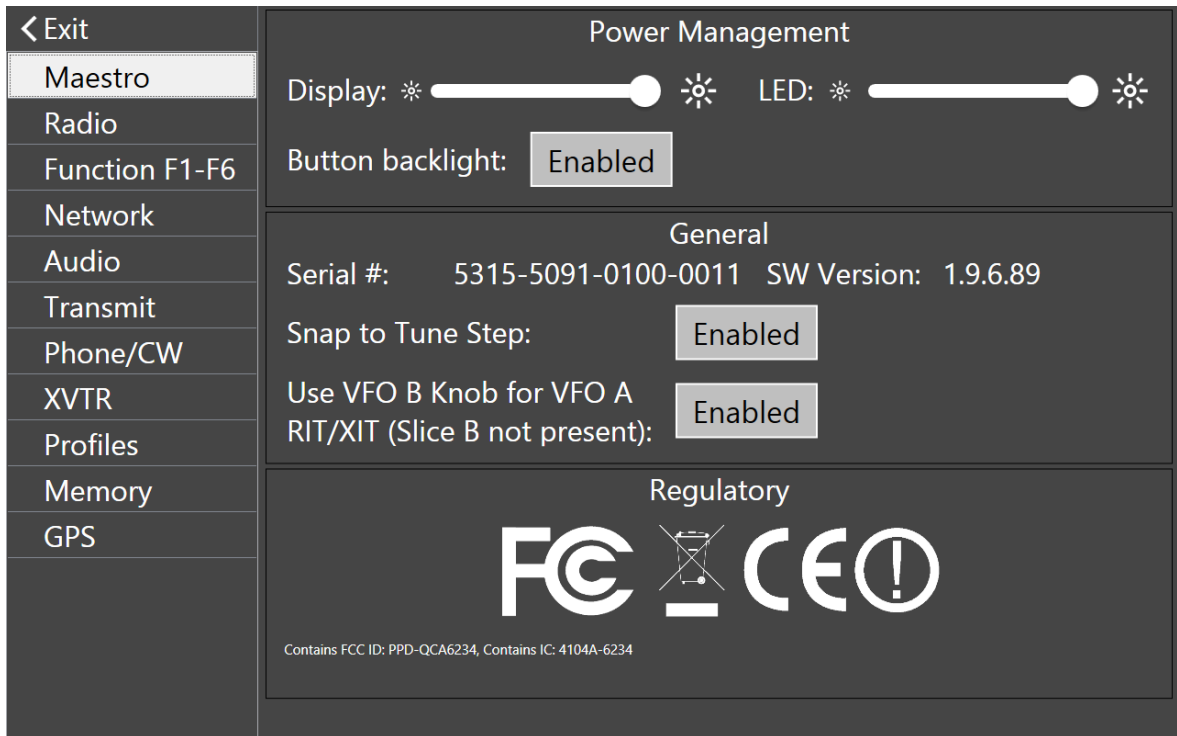 Exit
Maestro
Radio
Function F1-F6
Network
Audio
Transmit
Phone/CW
XVTR
Profiles
Memory
GPS
Power Management
Display: LED:
Button backlight: Enabled
General
Serial #: 5315-5091-0100-0011 SW Version: 1.9.6.89
Snap to Tune Step: Enabled
Use VFO B Knob for VFO A
RIT/XIT (Slice B not present): Enabled
Regulatory
FC CE
Contains FCC ID: PPD-QCA6234, Contains IC: 4104A-6234